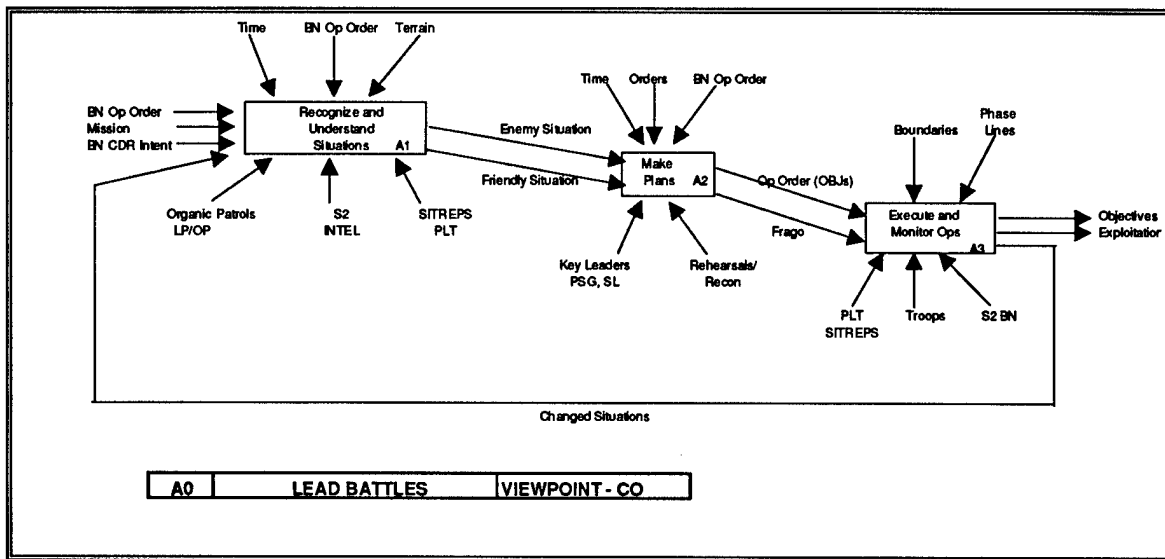 Time BN Op Order Terrain
BN Op Order
Mission
BN CDR Intent
Recognize and
Understand
Situations A1
Organic Patrols
LP/OP
S2
INTEL
SITREPS
PLT
Enemy Situation
Friendly Situation
Time Orders BN Op Order
Make
Plans A2
Key Leaders
PSG, SL
Rehearsals/
Recon
Op Order (OBJs)
Frago
Boundaries
Phase
Lines
Execute and
Monitor Ops
A3
Objectives
Exploitation
PLT
SITREPS
Troops
S2 BN
Changed Situations
A0 LEAD BATTLES VIEWPOINT - CO